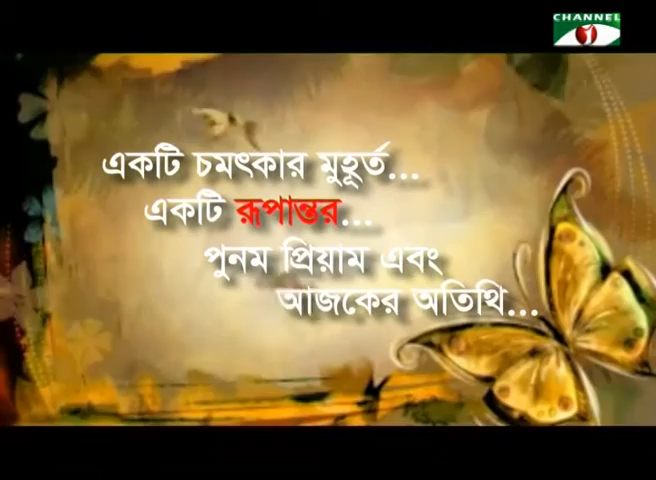 CHANNEL
i
একটি চমৎকার মুহূর্ত...
একটি রূপান্তর...
পুনম প্রিয়াম এবং
আজকের অতিথি...